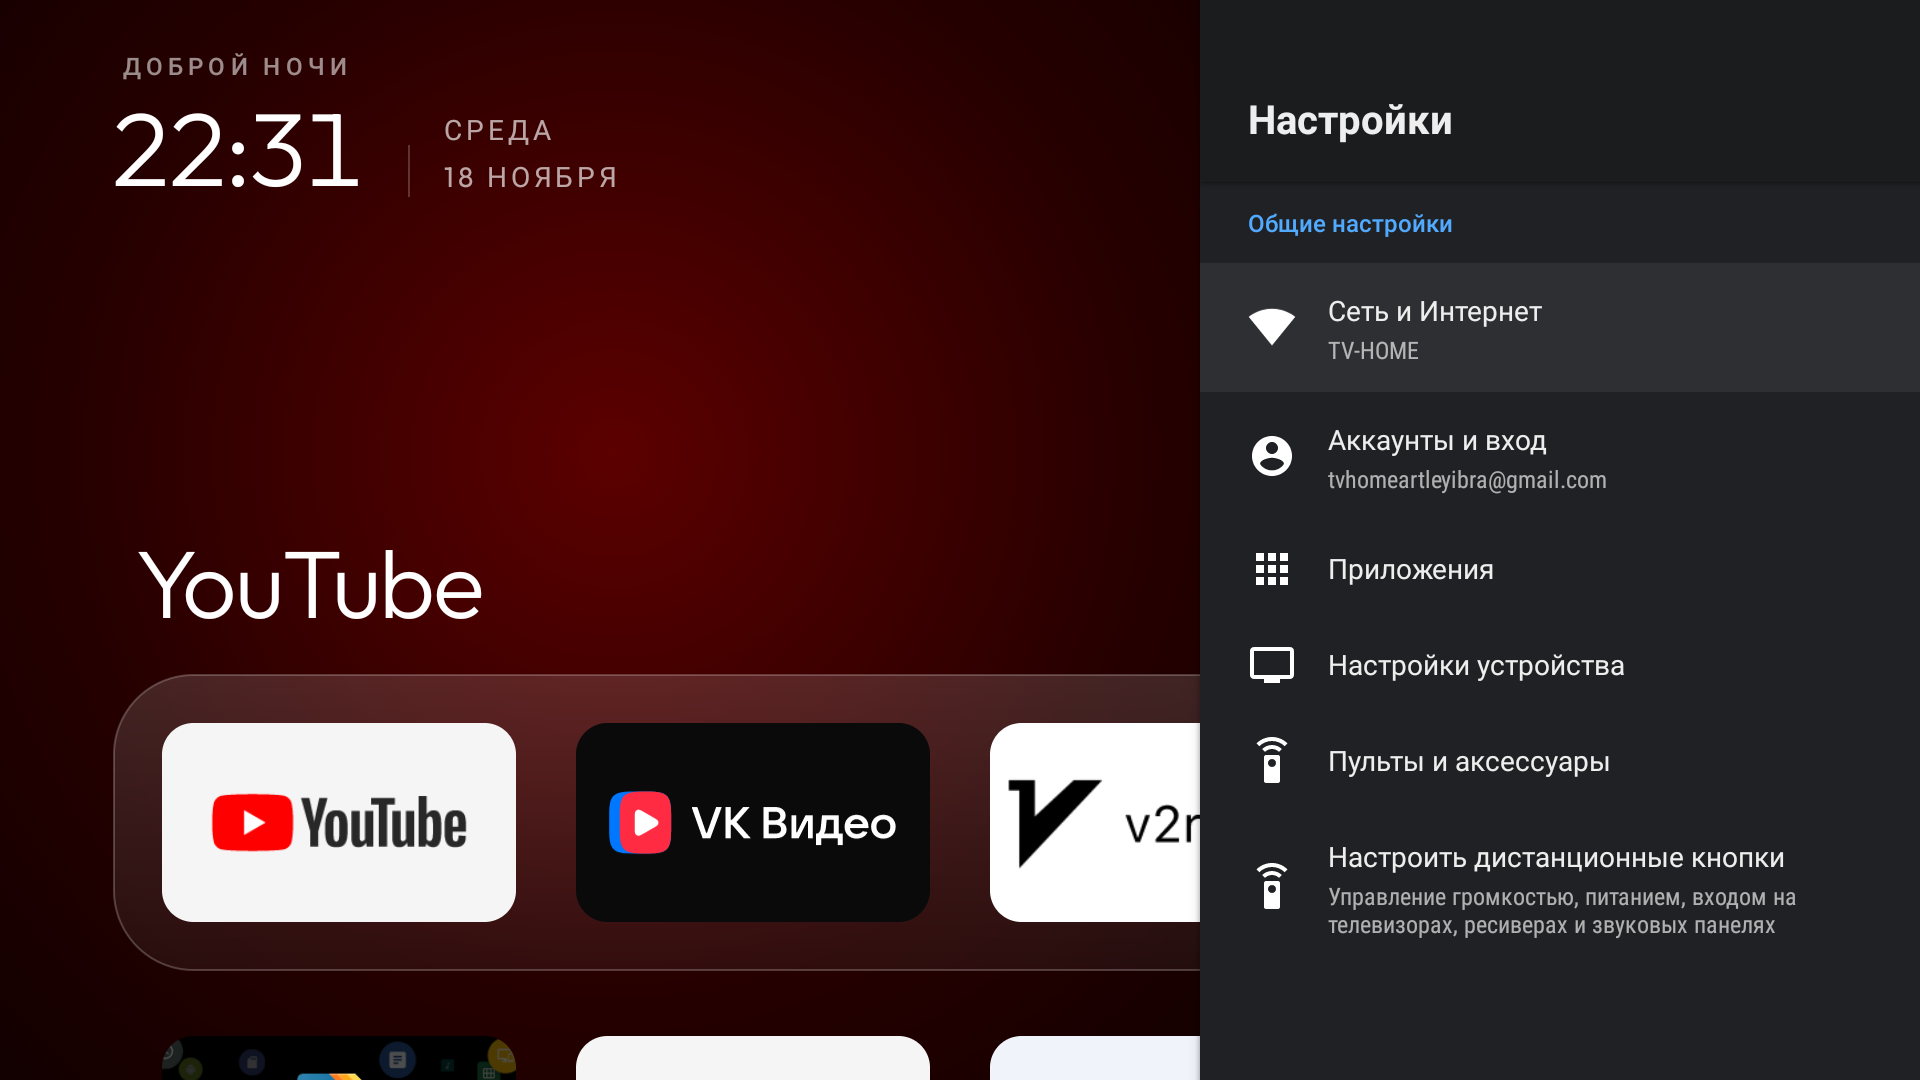 ДОБРОЙ НОЧИ
22:31
СРЕДА
18 НОЯБРЯ
YouTube
YouTube
VK Видео
v2r
Настройки
Общие настройки
Сеть и Интернет
TV-HOME
Аккаунты и вход
tvhomeartleyibra@gmail.com
Приложения
Настройки устройства
Пульты и аксессуары
Настроить дистанционные кнопки
Управление громкостью, питанием, входом на
телевизорах, ресиверах и звуковых панелях